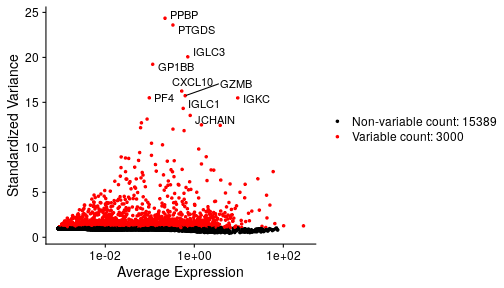 25
20
15
10
5
0
Standardized Variance
PPBP
PTGDS
IGLC3
GP1BB
CXCL10
GZMB
PF4
IGLC1
IGKC
JCHAIN
1e-02
1e+00
1e+02
Average Expression
Non-variable count: 15389
Variable count: 3000